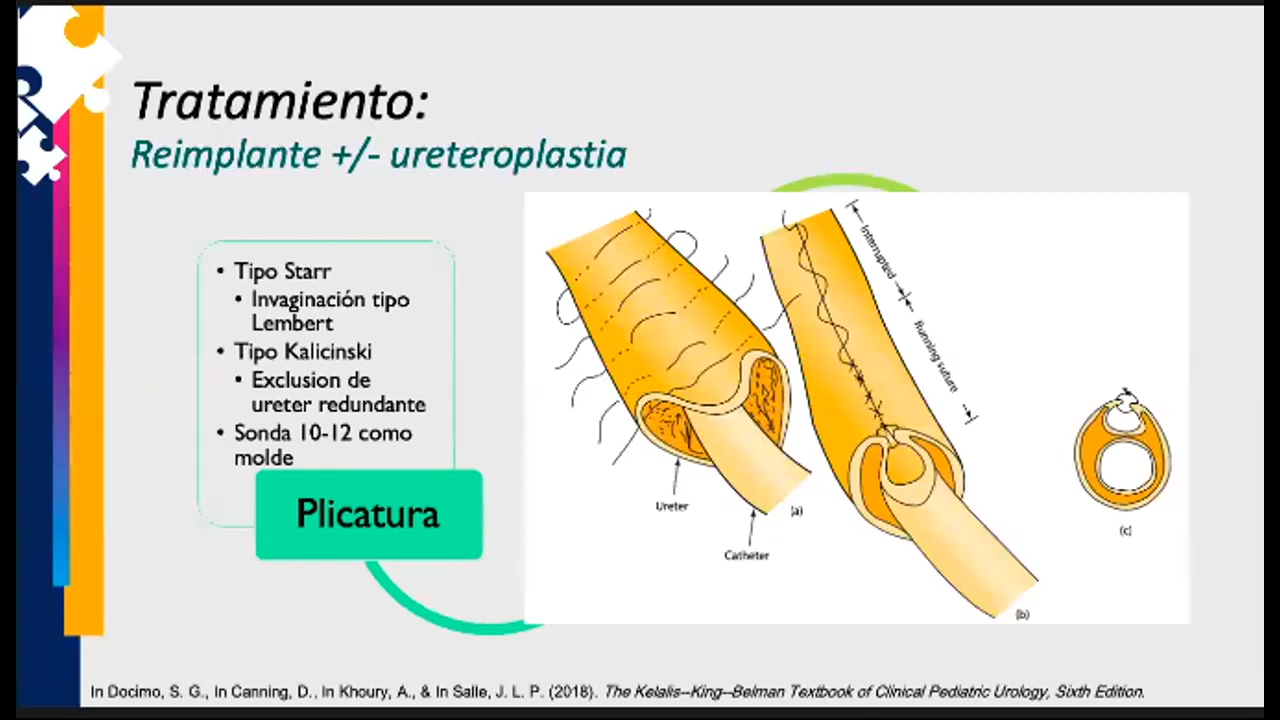 Tratamiento:
Reimplante +/- ureteroplastia
• Tipo Starr
• Invaginación tipo
Lembert
• Tipo Kalicinski
• Exclusion de
ureter redundante
• Sonda 10-12 como
molde
Plicatura
Interrupted
Running suture
Ureter
Catheter
(a)
(b)
(c)
In Docimo, S. G., In Canning, D., In Khoury, A., & In Salle, J. L. P. (2018). The Kelalis--King--Belman Textbook of Clinical Pediatric Urology, Sixth Edition.